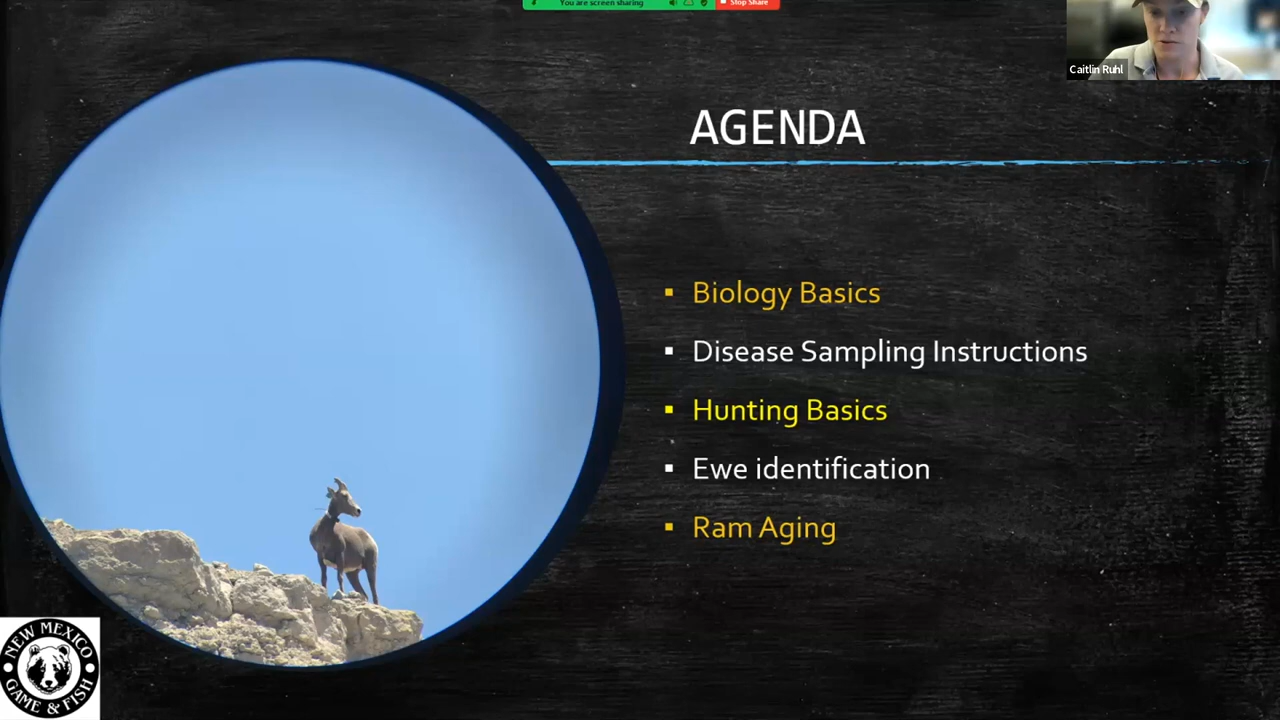 You are screen sharing
Stop Share
Caitlin Ruhl
AGENDA
Biology Basics
Disease Sampling Instructions
Hunting Basics
Ewe identification
Ram Aging
NEW MEXICO
GAME & FISH